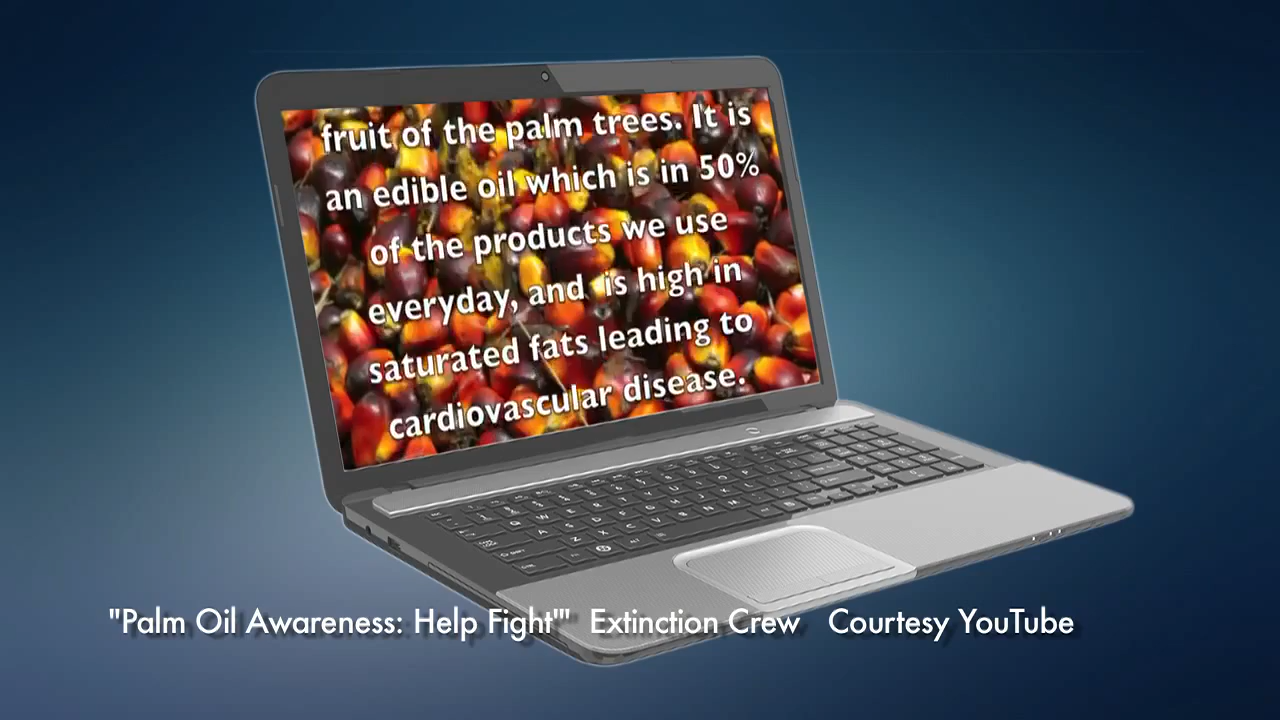 fruit of the palm trees. It is
an edible oil which is in 50%
of the products we use
everyday, and is high in
saturated fats leading to
cardiovascular disease.
"Palm Oil Awareness: Help Fight'" Extinction Crew Courtesy YouTube